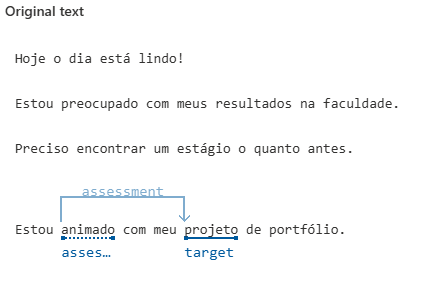 Original text
Hoje o dia está lindo!
Estou preocupado com meus resultados na faculdade.
Preciso encontrar um estágio o quanto antes.
assessment
Estou animado com meu projeto de portfólio.
asses… target